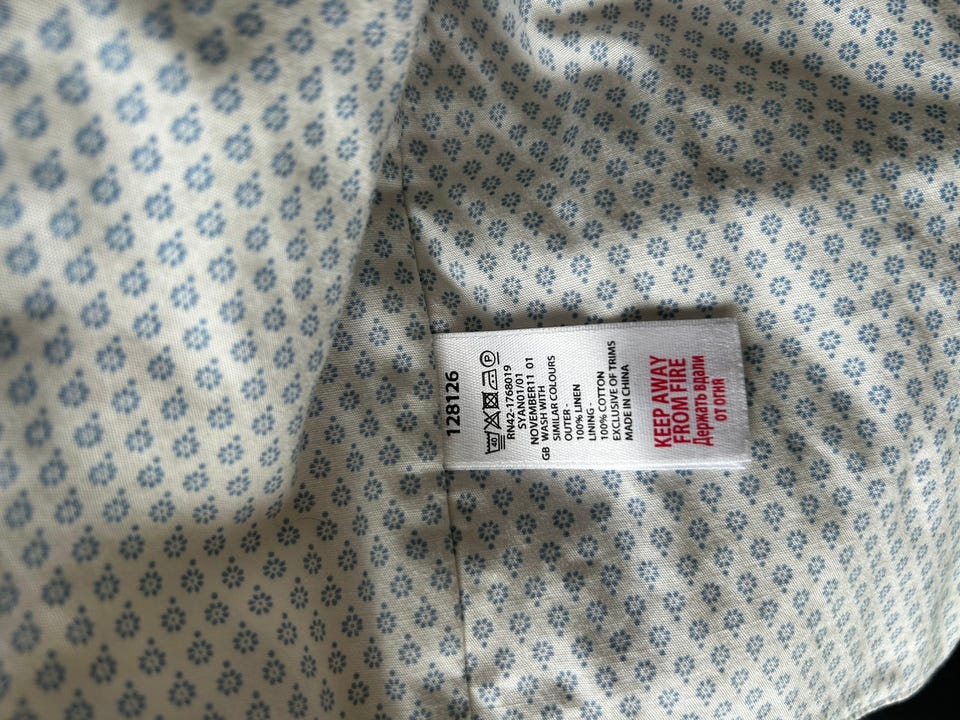 128126
40 P
RN42-1768019
SYAN01/01
NOVEMBER11 01
GB WASH WITH
SIMILAR COLOURS
OUTER -
100% LINEN
LINING -
100% COTTON
EXCLUSIVE OF TRIMS
MADE IN CHINA
KEEP AWAY
FROM FIRE
Держать вдали
от огня